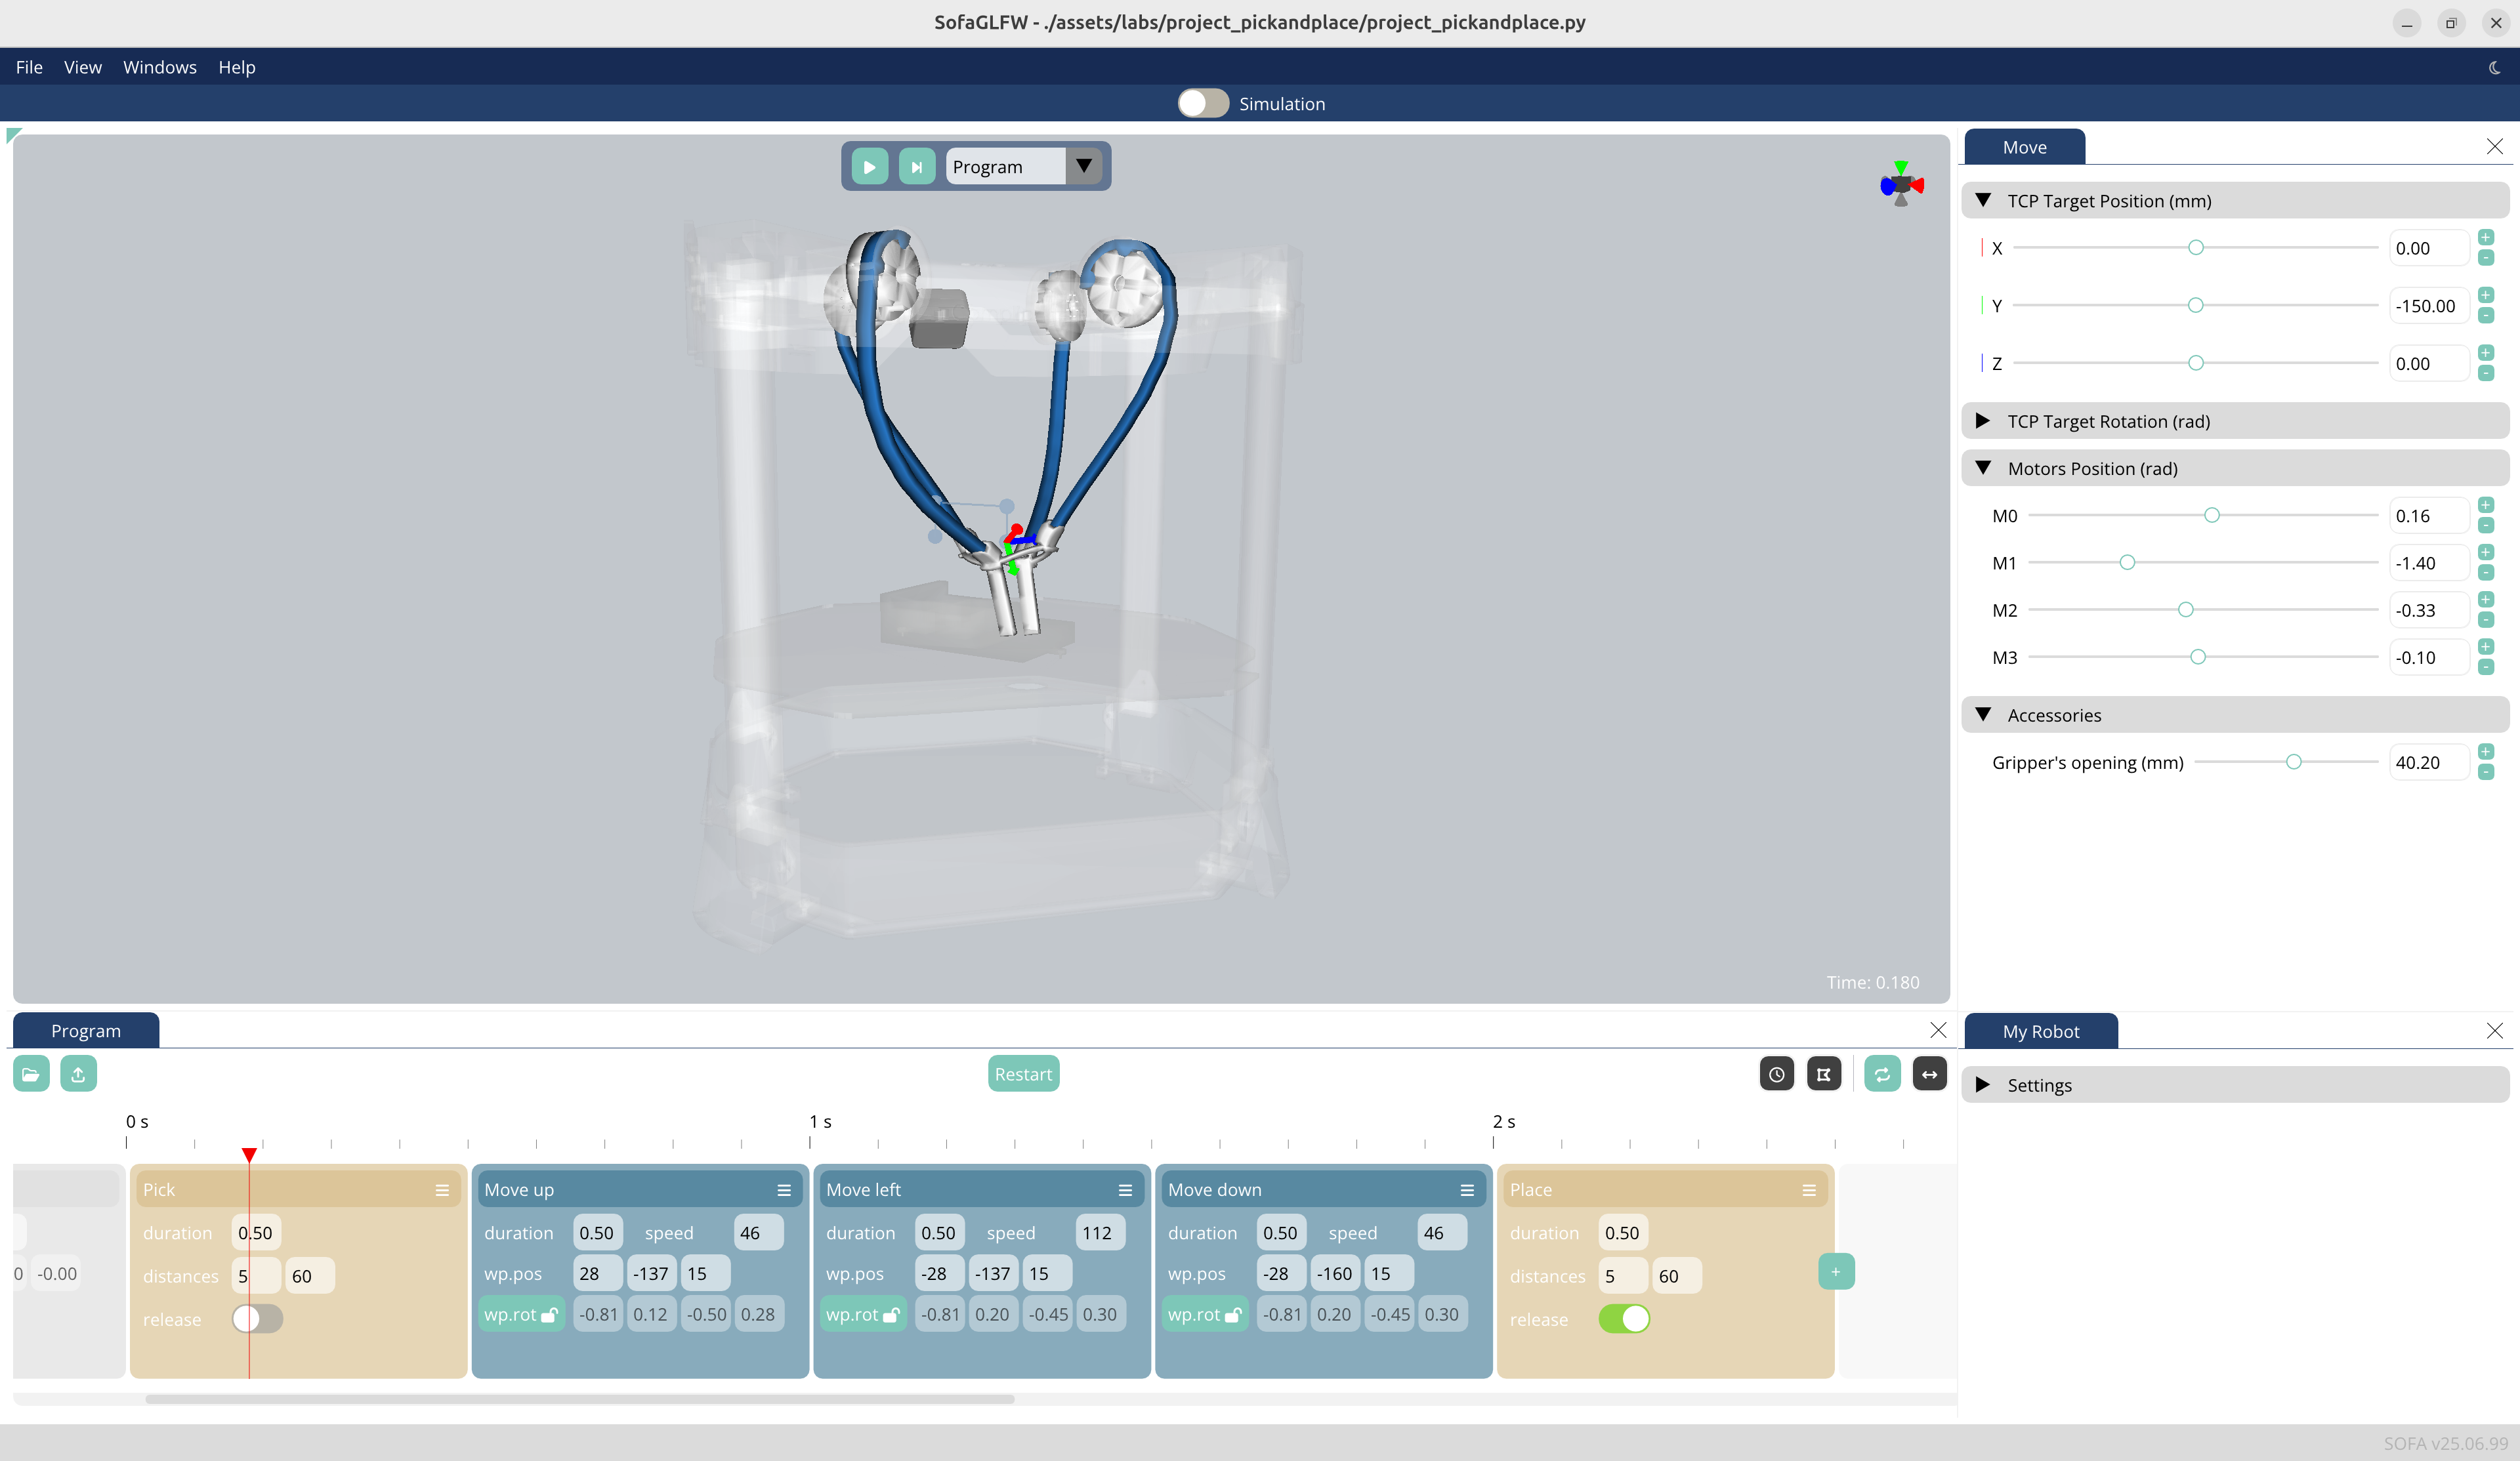 SofaGLFW - ./assets/labs/project_pickandplace/project_pickandplace.py
File View Windows Help
Simulation
Program
Time: 0.180
Move
TCP Target Position (mm)
X 0.00 + -
Y -150.00 + -
Z 0.00 + -
TCP Target Rotation (rad)
Motors Position (rad)
M0 0.16 + -
M1 -1.40 + -
M2 -0.33 + -
M3 -0.10 + -
Accessories
Gripper's opening (mm) 40.20 + -
Program
Restart
0 s 1 s 2 s
0 -0.00
Pick
duration 0.50
distances 5 60
release
Move up
duration 0.50 speed 46
wp.pos 28 -137 15
wp.rot -0.81 0.12 -0.50 0.28
Move left
duration 0.50 speed 112
wp.pos -28 -137 15
wp.rot -0.81 0.20 -0.45 0.30
Move down
duration 0.50 speed 46
wp.pos -28 -160 15
wp.rot -0.81 0.20 -0.45 0.30
Place
duration 0.50
distances 5 60
release
+
My Robot
Settings
SOFA v25.06.99